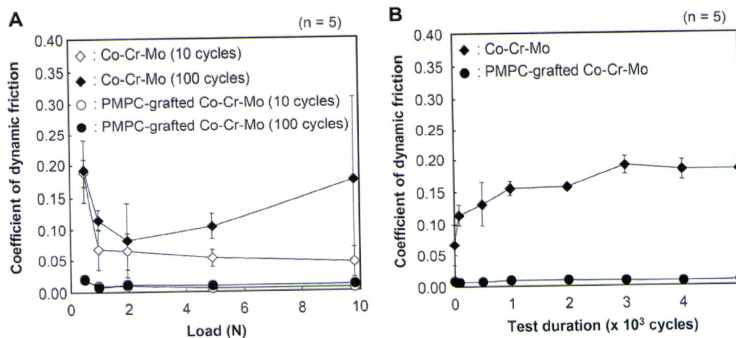 A
(n = 5)
Coefficient of dynamic friction
0.40
0.35
0.30
0.25
0.20
0.15
0.10
0.05
0.00
: Co-Cr-Mo (10 cycles)
: Co-Cr-Mo (100 cycles)
: PMPC-grafted Co-Cr-Mo (10 cycles)
: PMPC-grafted Co-Cr-Mo (100 cycles)
0 2 4 6 8 10
Load (N)
B
(n = 5)
Coefficient of dynamic friction
0.40
0.35
0.30
0.25
0.20
0.15
0.10
0.05
0.00
: Co-Cr-Mo
: PMPC-grafted Co-Cr-Mo
0 1 2 3 4
Test duration (x 10³ cycles)